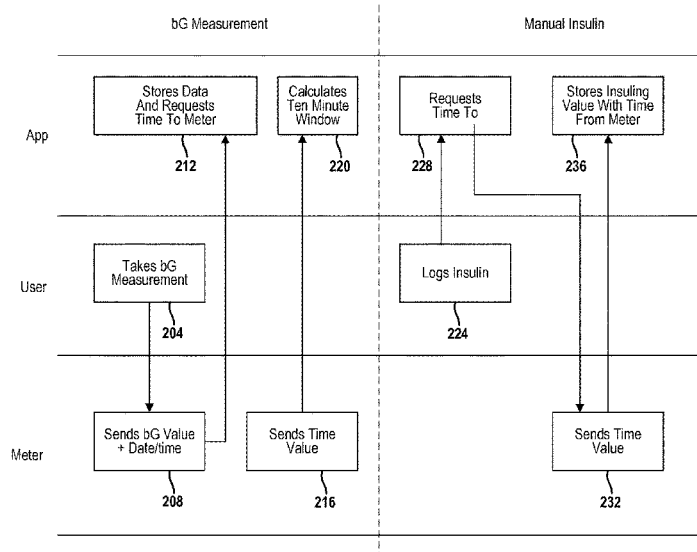 bG Measurement
Manual Insulin
App
Stores Data
And Requests
Time To Meter
212
Calculates
Ten Minute
Window
220
Requests
Time To
228
Stores Insuling
Value With Time
From Meter
236
User
Takes bG
Measurement
204
Logs Insulin
224
Meter
Sends bG Value
+ Date/time
208
Sends Time
Value
216
Sends Time
Value
232